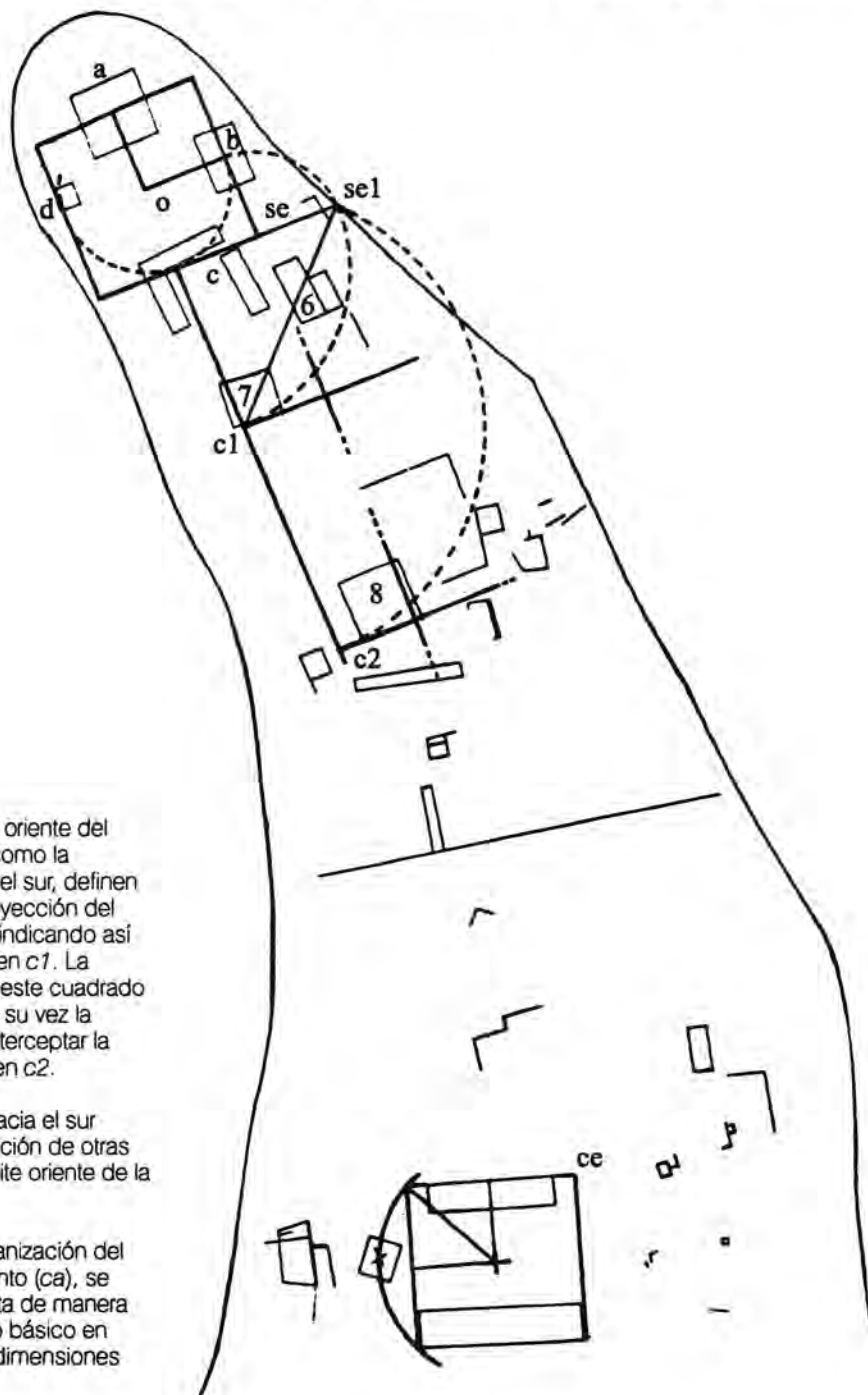 a
b
d
o
se
se1
c
6
7
c1
8
c2
oriente del
como la
el sur, definen
yección del
indicando así
en c1. La
este cuadrado
su vez la
terceptar la
en c2.
acia el sur
ción de otras
ite oriente de la
ce
anización del
nto (ca), se
ta de manera
o básico en
dimensiones
x